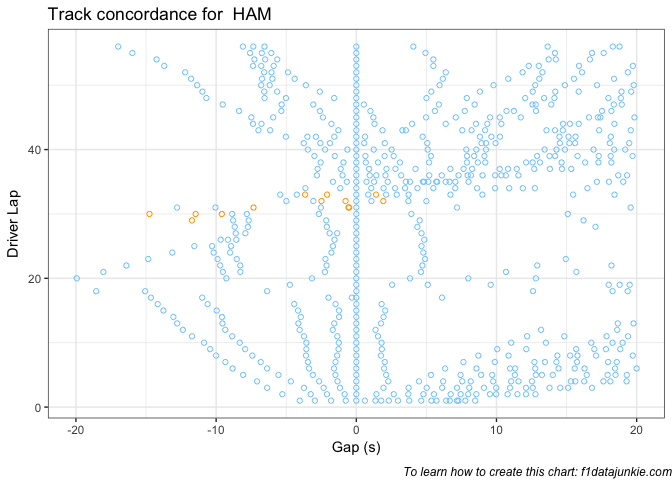 Track concordance for  HAM
Driver Lap
40
20
0
-20 -10 0 10 20
Gap (s)
To learn how to create this chart: f1datajunkie.com